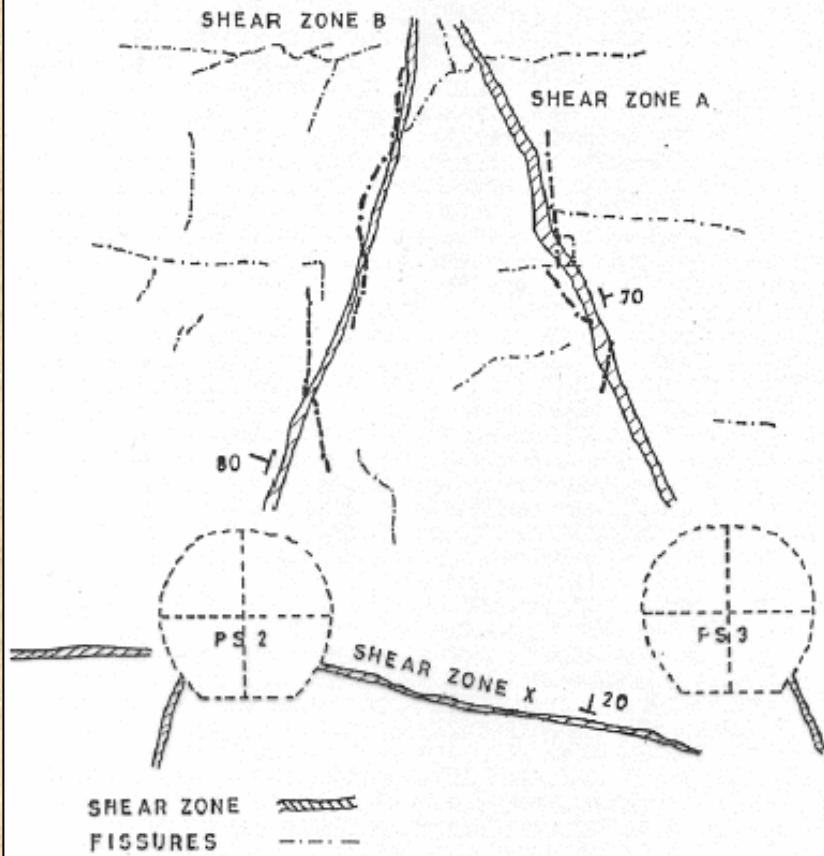 SHEAR ZONE B
SHEAR ZONE A
70
80
PS 2
PS 3
SHEAR ZONE X
20
SHEAR ZONE
FISSURES